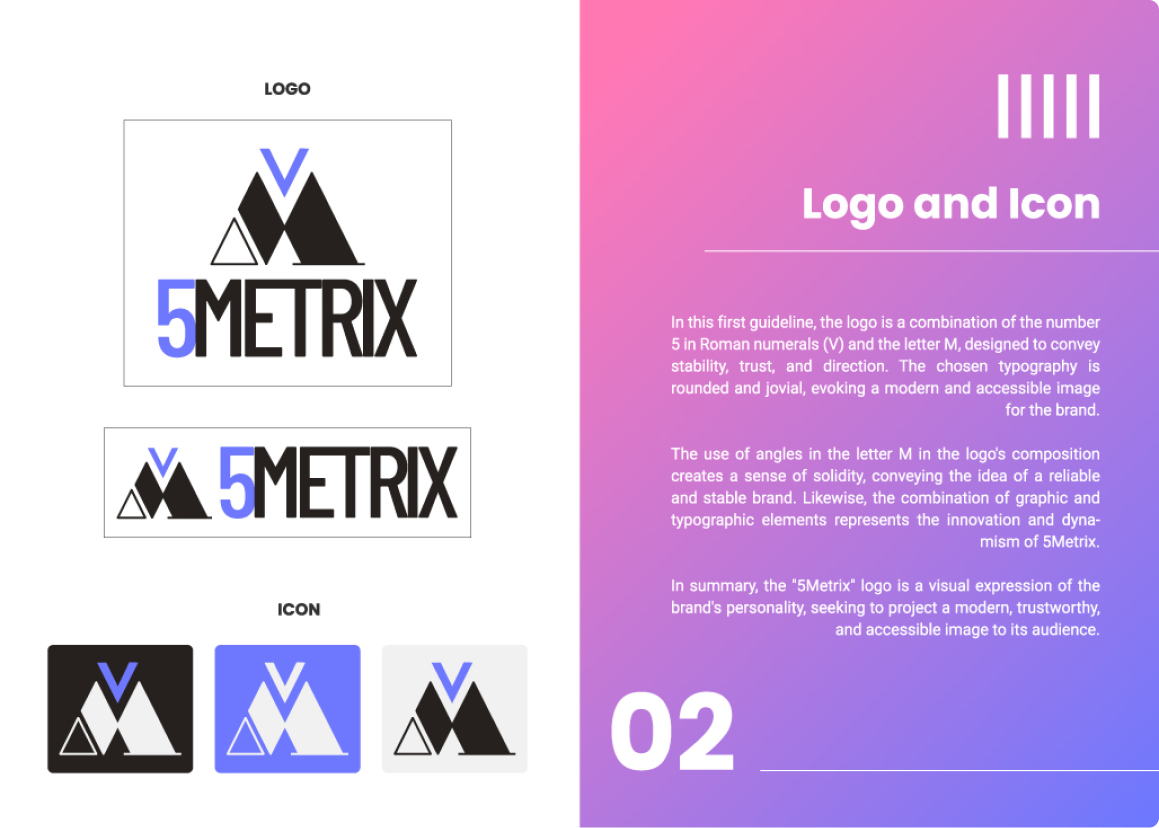 LOGO
5METRIX
5METRIX
ICON
Logo and Icon
In this first guideline, the logo is a combination of the number
5 in Roman numerals (V) and the letter M, designed to convey
stability, trust, and direction. The chosen typography is
rounded and jovial, evoking a modern and accessible image
for the brand.
The use of angles in the letter M in the logo's composition
creates a sense of solidity, conveying the idea of a reliable
and stable brand. Likewise, the combination of graphic and
typographic elements represents the innovation and dyna-
mism of 5Metrix.
In summary, the "5Metrix" logo is a visual expression of the
brand's personality, seeking to project a modern, trustworthy,
and accessible image to its audience.
02